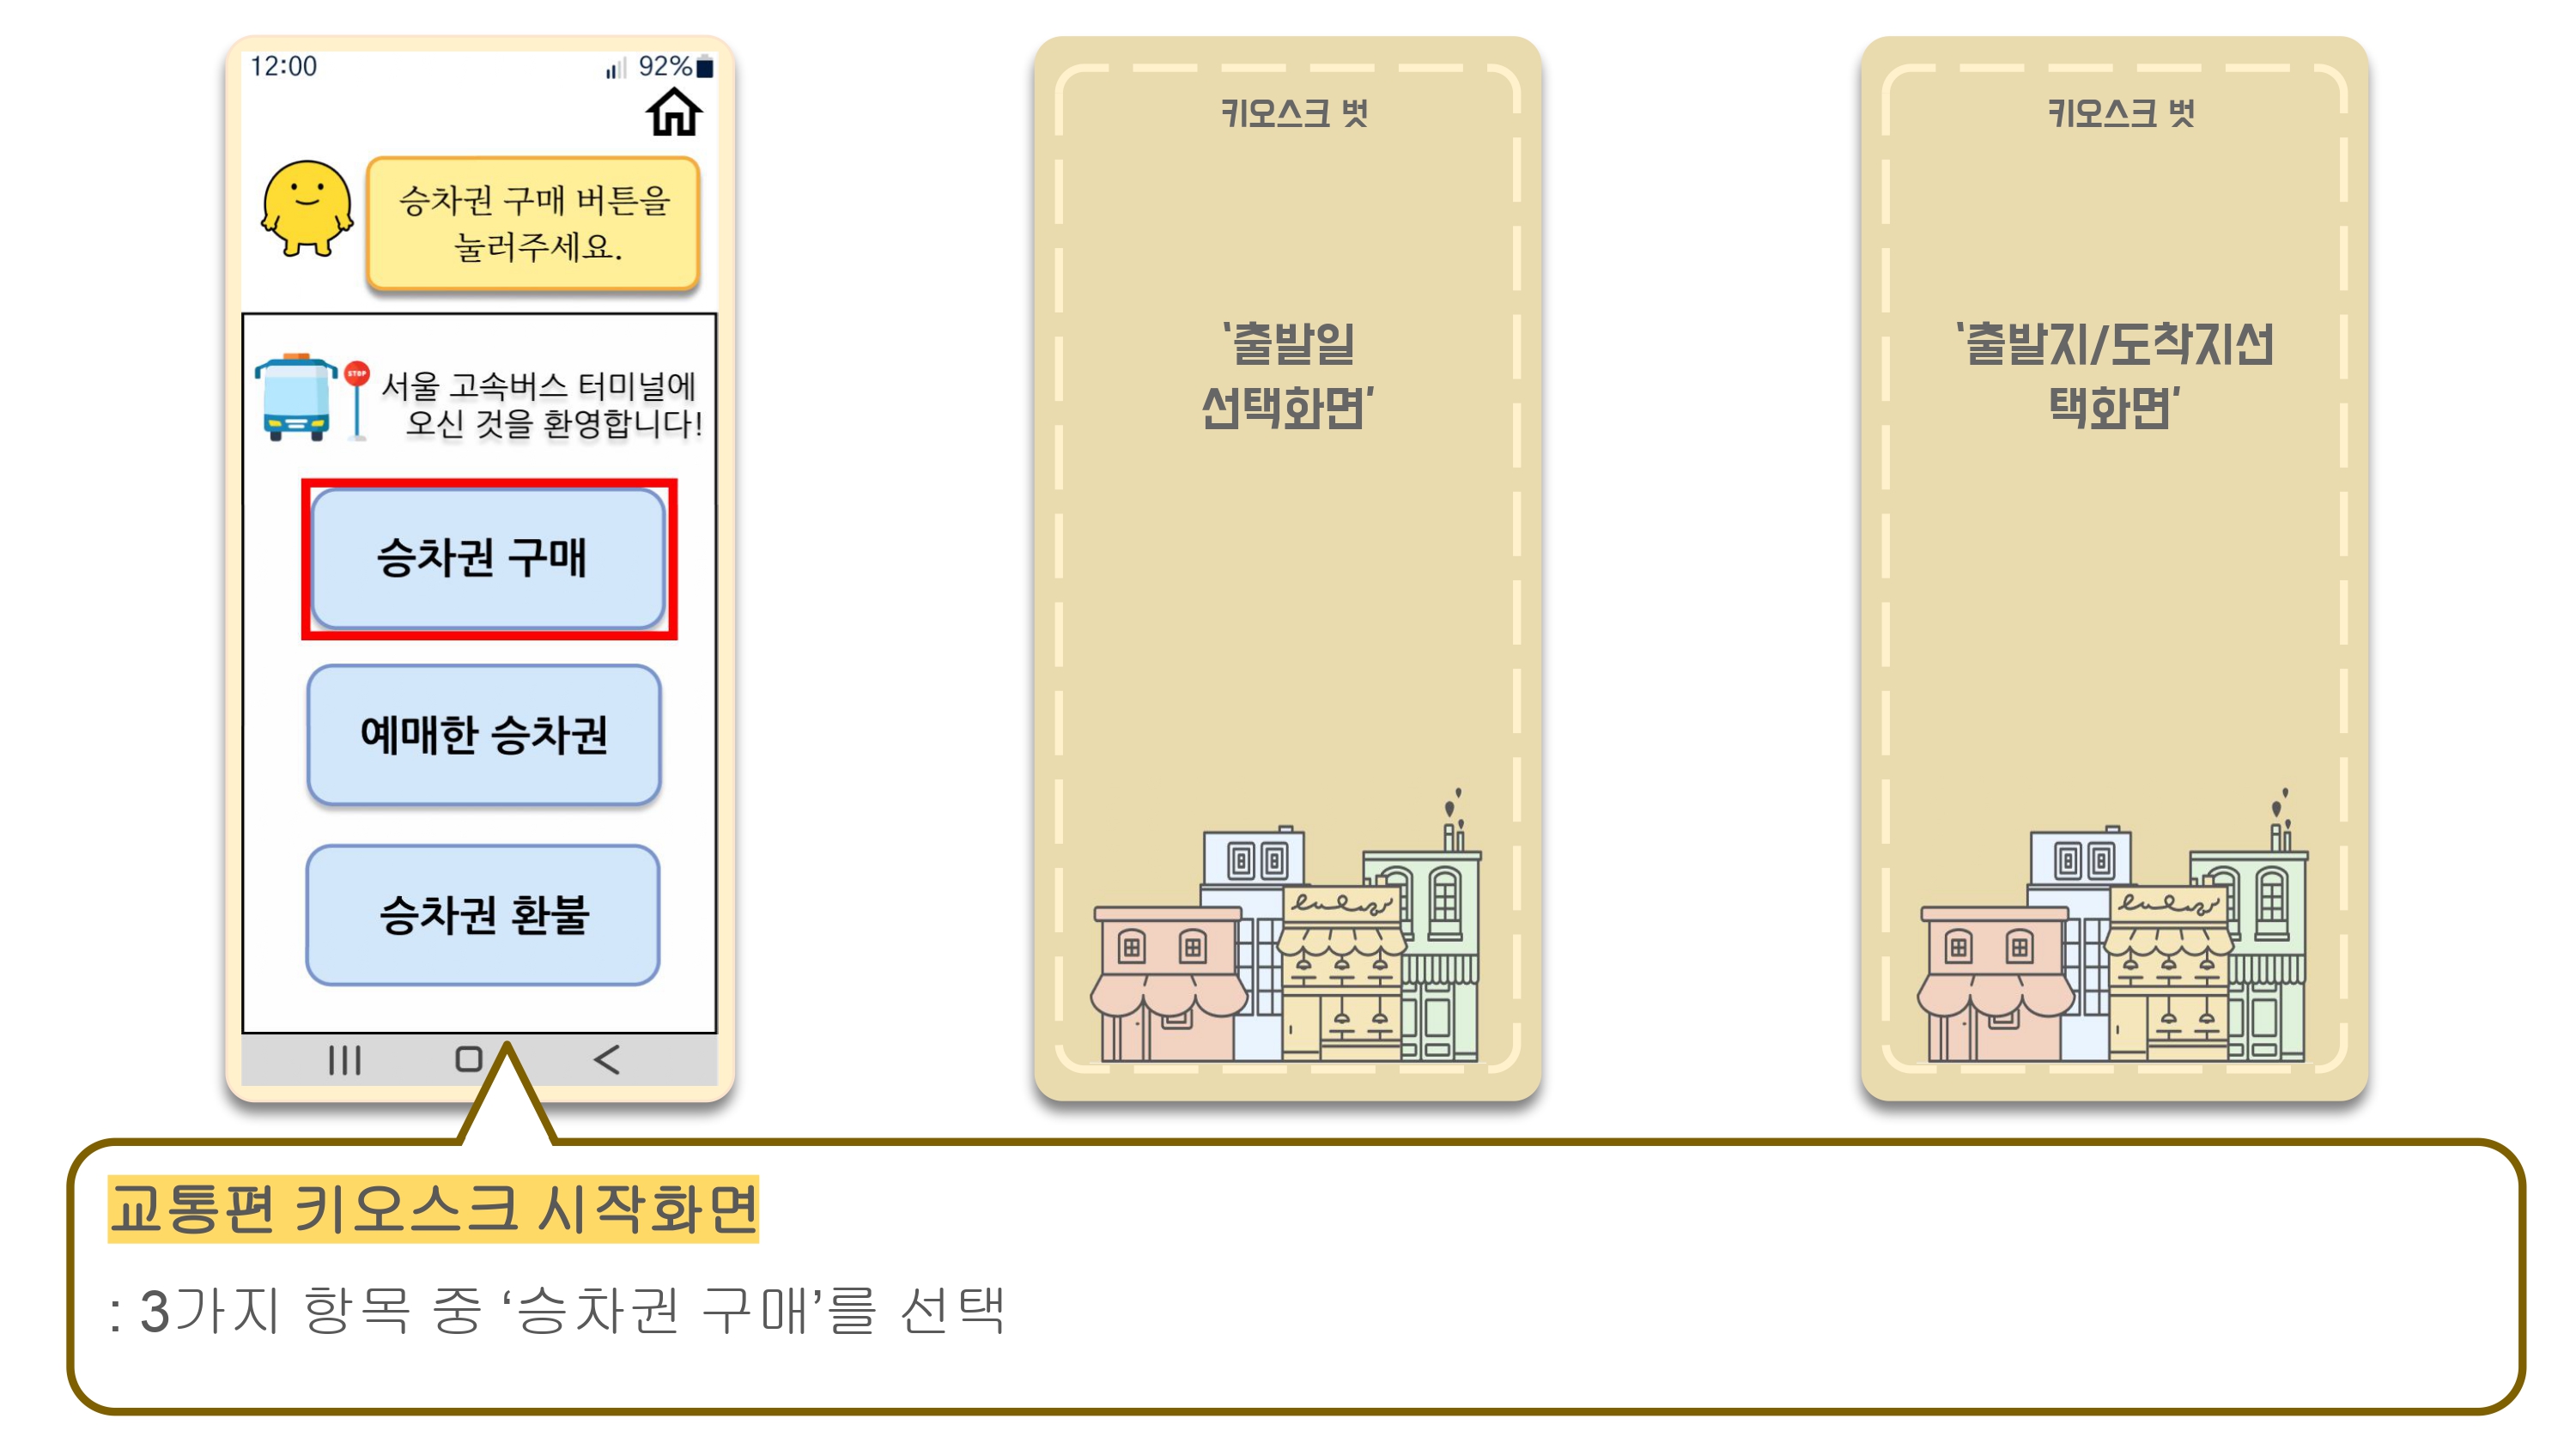 12:00 92%
승차권 구매 버튼을
눌러주세요.
STOP
서울 고속버스 터미널에
오신 것을 환영합니다!
승차권 구매
예매한 승차권
승차권 환불
키오스크 벗
‘출발일
선택화면’
키오스크 벗
‘출발지/도착지선
택화면’
교통편 키오스크 시작화면
: 3가지 항목 중 ‘승차권 구매’를 선택